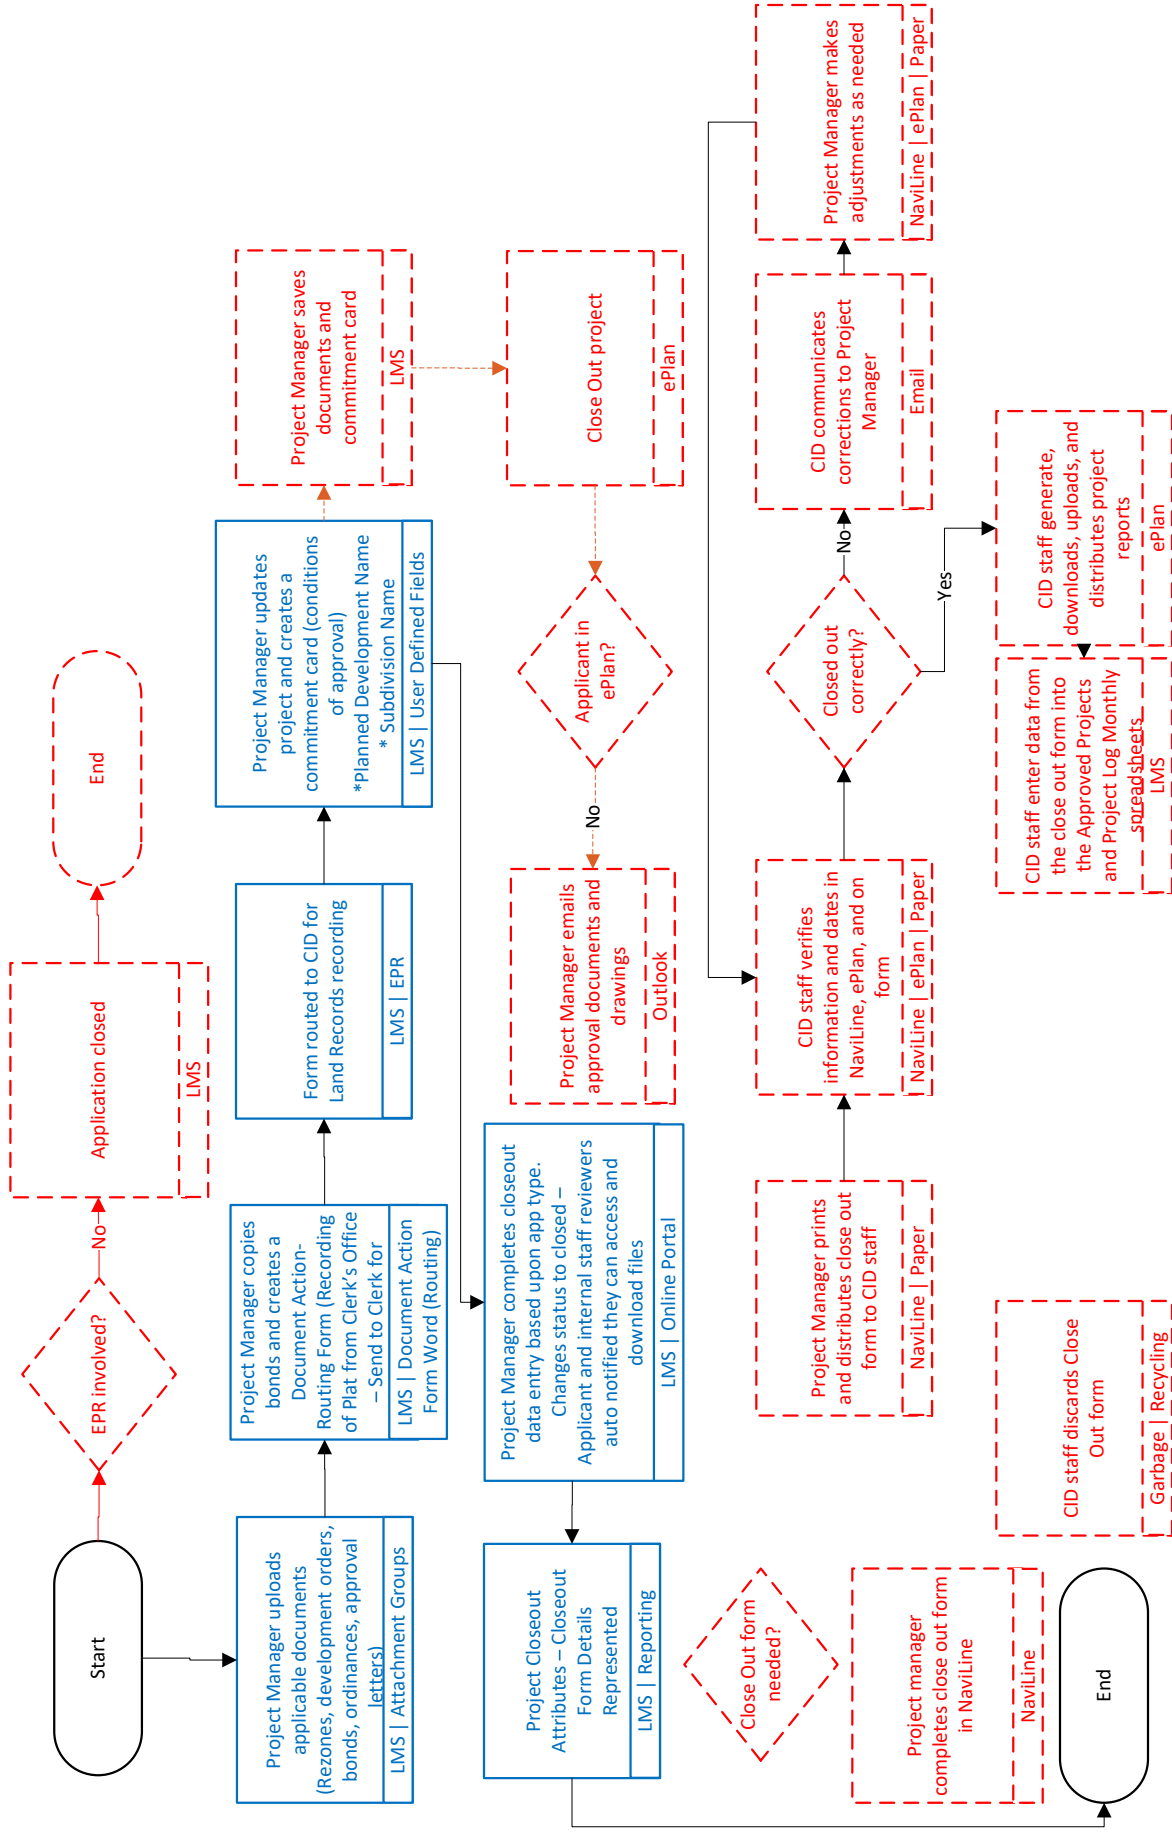 Start
EPR involved?
No
Application closed
LMS
End
Project Manager uploads
applicable documents
(Rezones, development orders,
bonds, ordinances, approval
letters)
LMS | Attachment Groups
Project Manager copies
bonds and creates a
Document Action-
Routing Form (Recording
of Plat from Clerk's Office
– Send to Clerk for
LMS | Document Action
Form Word (Routing)
Form routed to CID for
Land Records recording
LMS | EPR
Project Manager updates
project and creates a
commitment card (conditions
of approval)
*Planned Development Name
* Subdivision Name
LMS | User Defined Fields
Project Manager saves
documents and
commitment card
LMS
Project Closeout
Attributes – Closeout
Form Details
Represented
LMS | Reporting
Project Manager completes closeout
data entry based upon app type.
Changes status to closed –
Applicant and internal staff reviewers
auto notified they can access and
download files
LMS | Online Portal
Project Manager emails
approval documents and
drawings
Outlook
No
Applicant in
ePlan?
Close Out project
ePlan
Close Out form
needed?
Project manager
completes close out form
in NaviLine
NaviLine
Project Manager prints
and distributes close out
form to CID staff
NaviLine | Paper
CID staff verifies
information and dates in
NaviLine, ePlan, and on
form
NaviLine | ePlan | Paper
Closed out
correctly?
No
Yes
CID communicates
corrections to Project
Manager
Email
Project Manager makes
adjustments as needed
NaviLine | ePlan | Paper
End
CID staff discards Close
Out form
Garbage | Recycling
CID staff enter data from
the close out form into
the Approved Projects
and Project Log Monthly
spreadsheets
LMS
CID staff generate,
downloads, uploads, and
distributes project
reports
ePlan